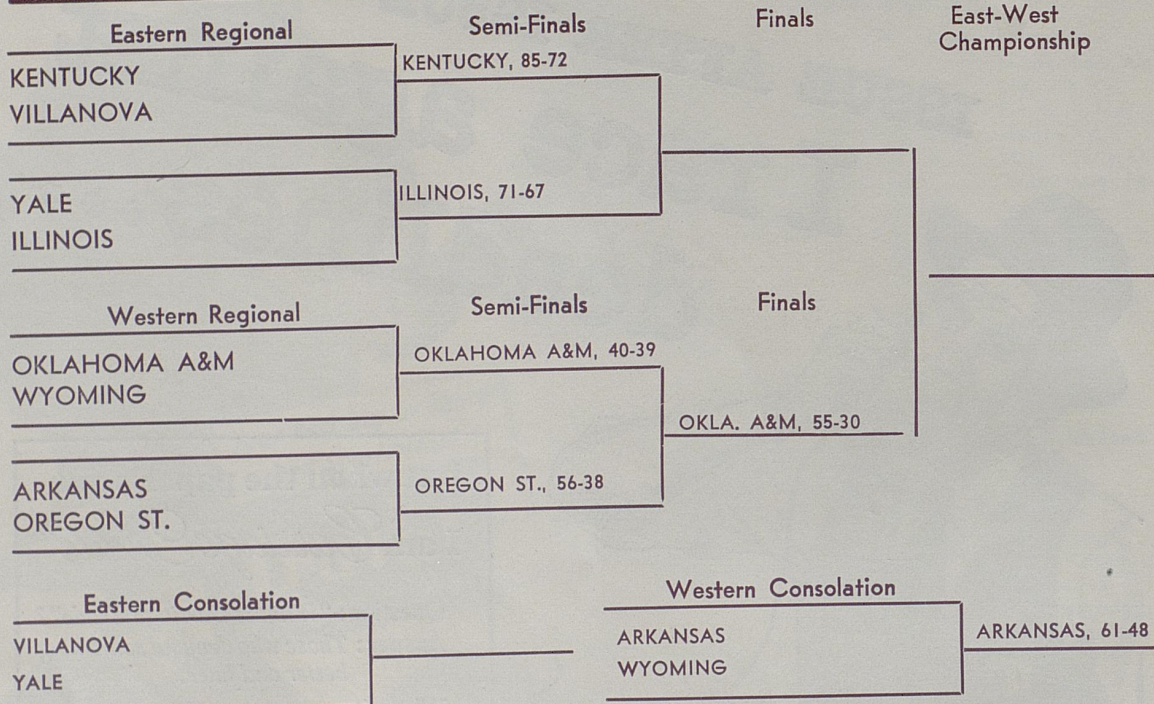 Eastern Regional
Semi-Finals
Finals
East-West
Championship
KENTUCKY
VILLANOVA
KENTUCKY, 85-72
YALE
ILLINOIS
ILLINOIS, 71-67
Western Regional
Semi-Finals
Finals
OKLAHOMA A&M
WYOMING
OKLAHOMA A&M, 40-39
OKLA. A&M, 55-30
ARKANSAS
OREGON ST.
OREGON ST., 56-38
Eastern Consolation
VILLANOVA
YALE
Western Consolation
ARKANSAS
WYOMING
ARKANSAS, 61-48